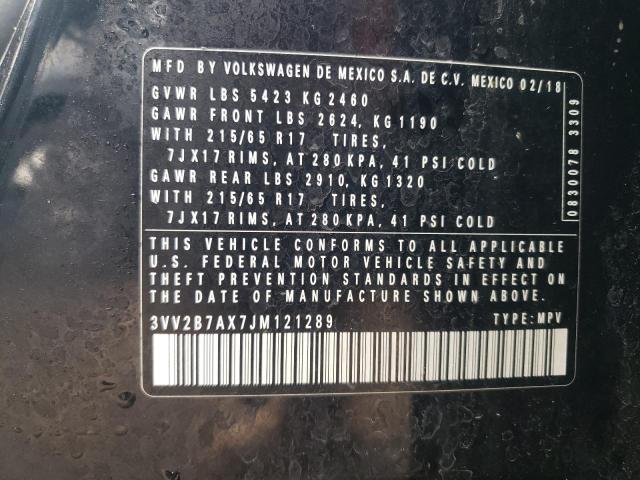 MFD BY VOLKSWAGEN DE MEXICO S.A. DE C.V. MEXICO 02/18
GVWR LBS 5423 KG 2460
GAWR FRONT LBS 2624, KG 1190
WITH 215/65 R17 TIRES,
7JX17 RIMS, AT 280 KPA, 41 PSI COLD
GAWR REAR LBS 2910, KG 1320
WITH 215/65 R17 TIRES,
7JX17 RIMS, AT 280 KPA, 41 PSI COLD
0830078 3309
THIS VEHICLE CONFORMS TO ALL APPLICABLE
U.S. FEDERAL MOTOR VEHICLE SAFETY AND
THEFT PREVENTION STANDARDS IN EFFECT ON
THE DATE OF MANUFACTURE SHOWN ABOVE.
3VV2B7AX7JM121289 TYPE: MPV